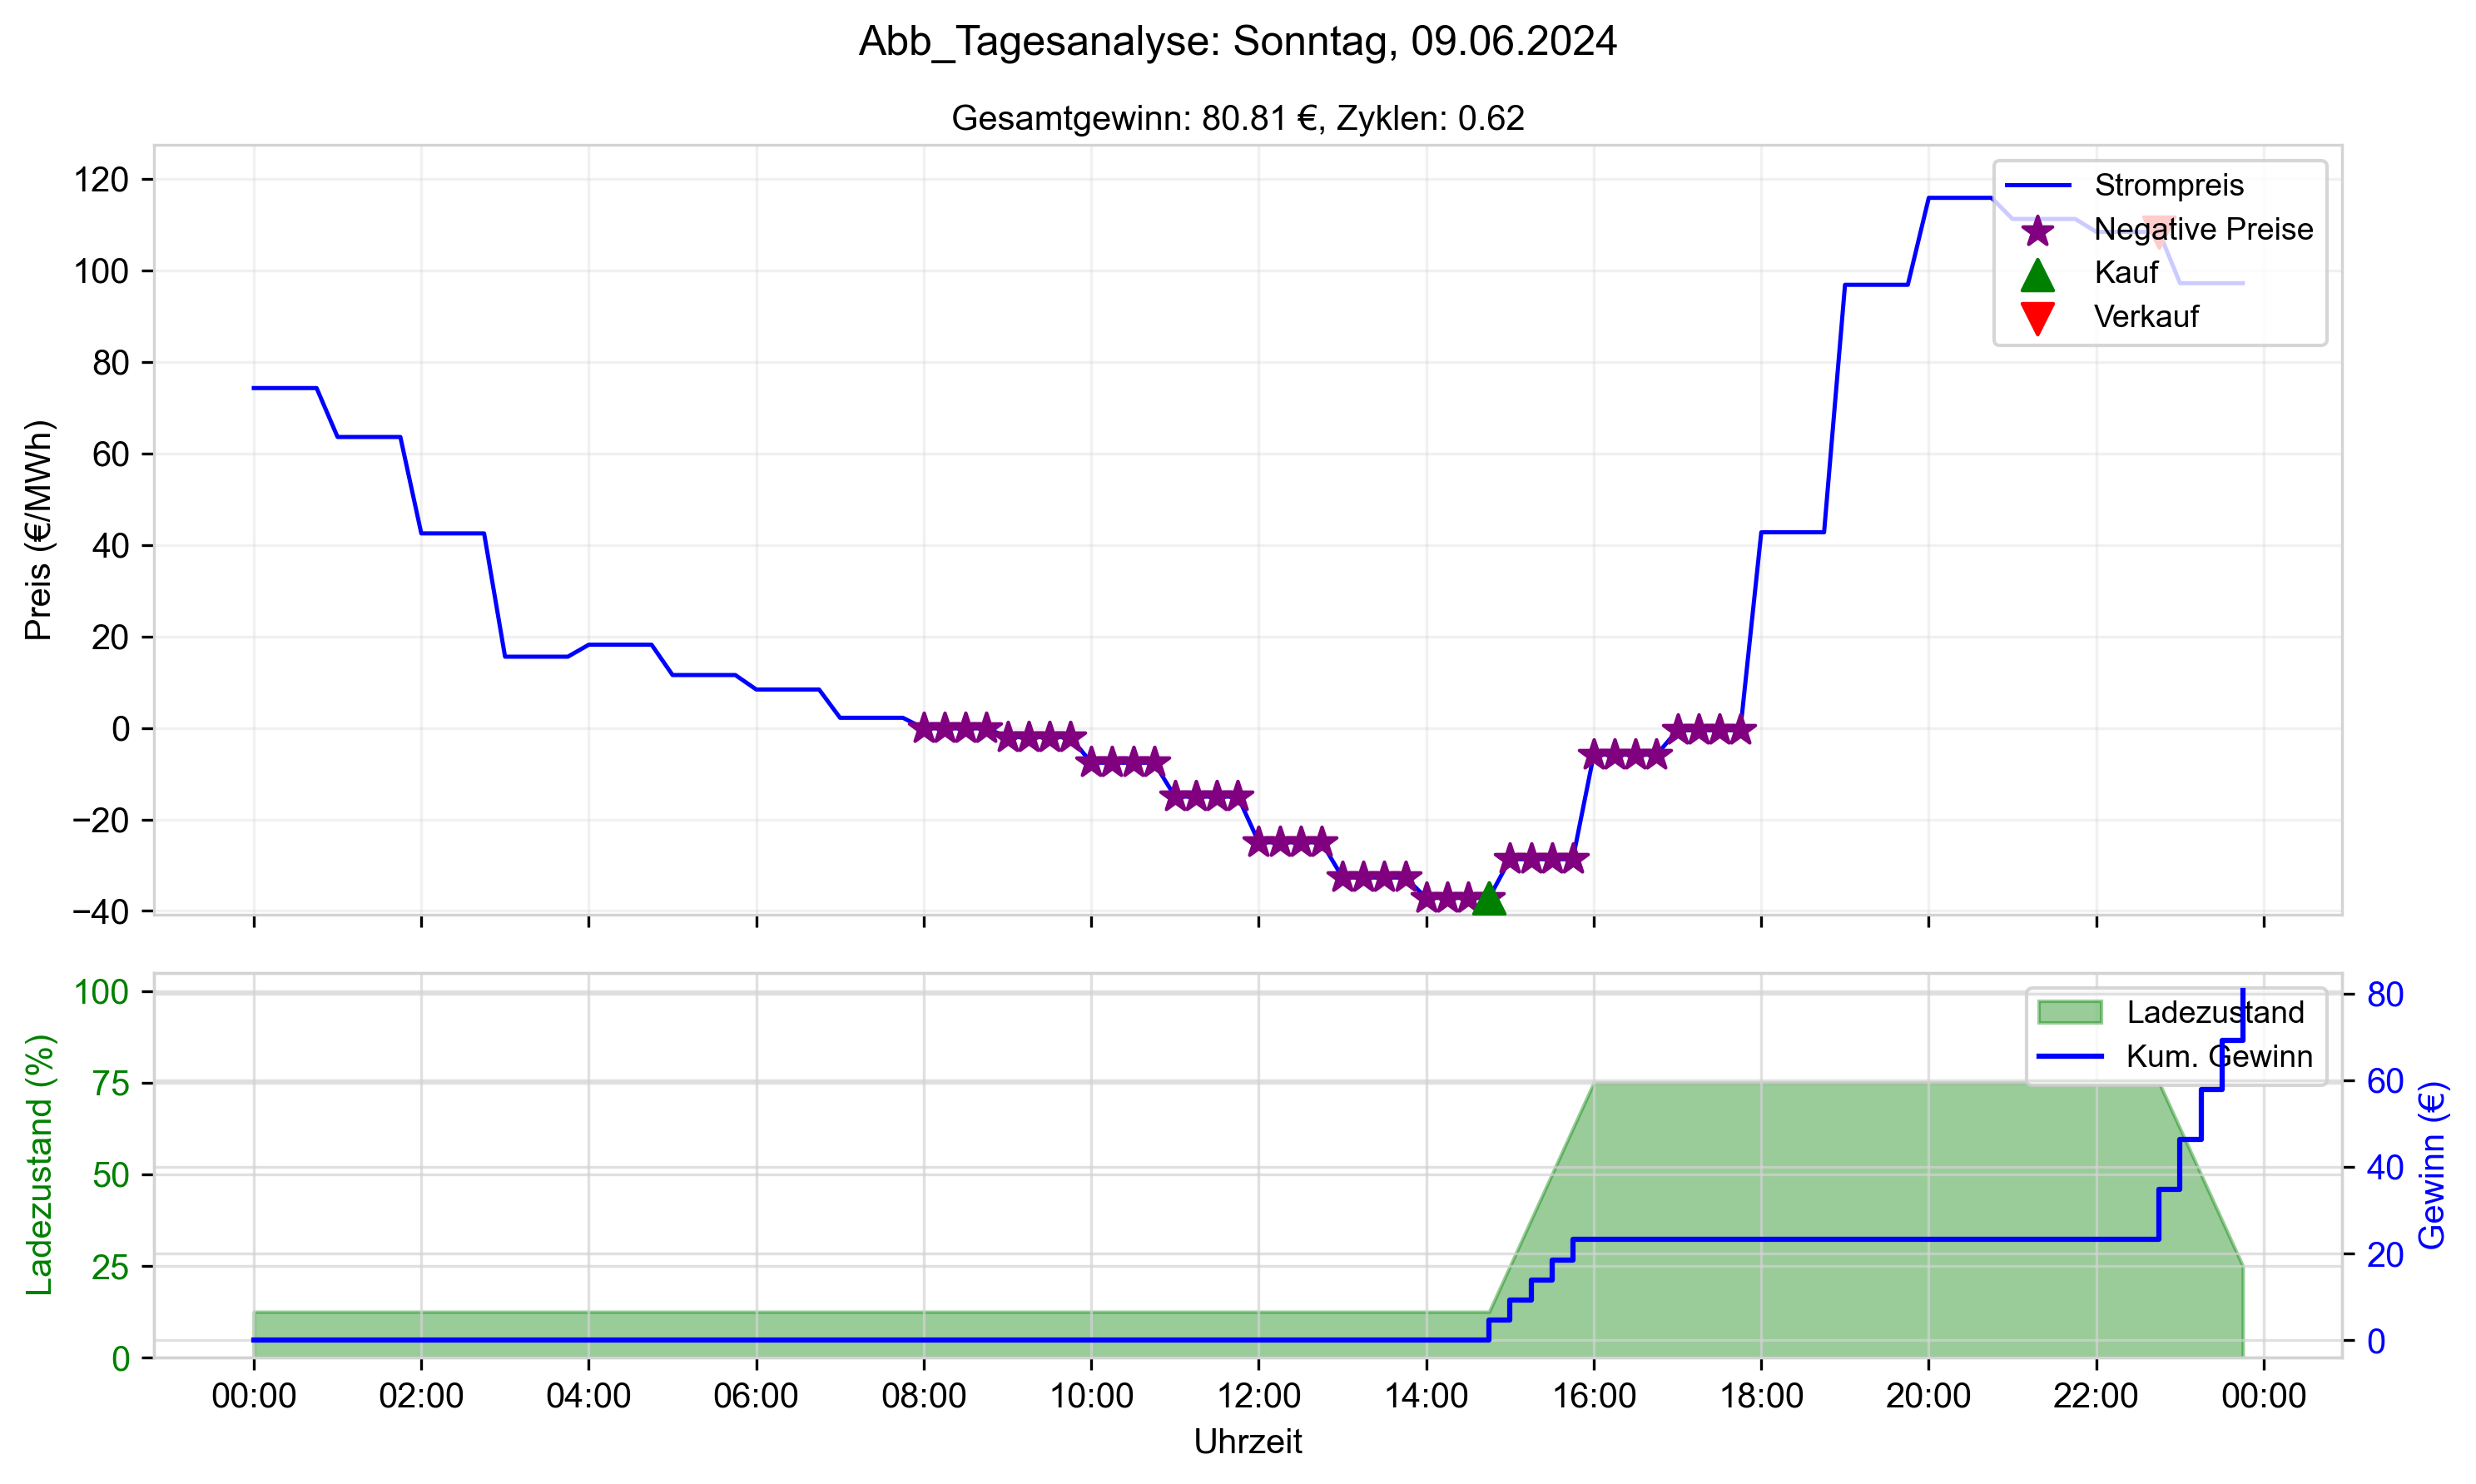 Abb_Tagesanalyse: Sonntag, 09.06.2024
Gesamtgewinn: 80.81 €, Zyklen: 0.62
Preis (€/MWh)
120
100
80
60
40
20
0
−20
−40
Strompreis
Negative Preise
Kauf
Verkauf
Ladezustand (%)
100
75
50
25
0
Ladezustand
Kum. Gewinn
80
60
40
20
0
Gewinn (€)
00:00 02:00 04:00 06:00 08:00 10:00 12:00 14:00 16:00 18:00 20:00 22:00 00:00
Uhrzeit